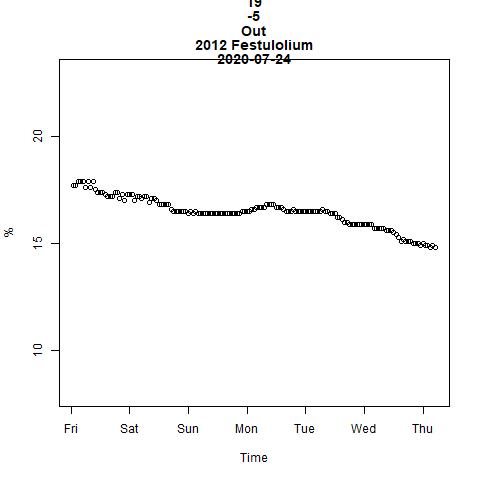 19
-5
Out
2012 Festulolium
2020-07-24
20
15
10
%
Fri
Sat
Sun
Mon
Tue
Wed
Thu
Time